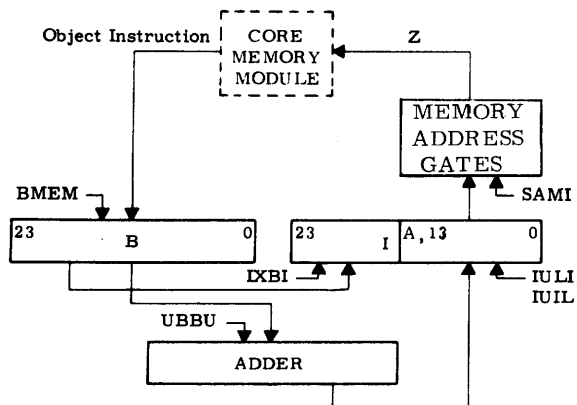 Object Instruction
CORE
MEMORY
MODULE
Z
MEMORY
ADDRESS
GATES
BMEM
SAMI
23 B 0
23 I A, 13 0
IXBI
IULI
IUIL
UBBU
ADDER